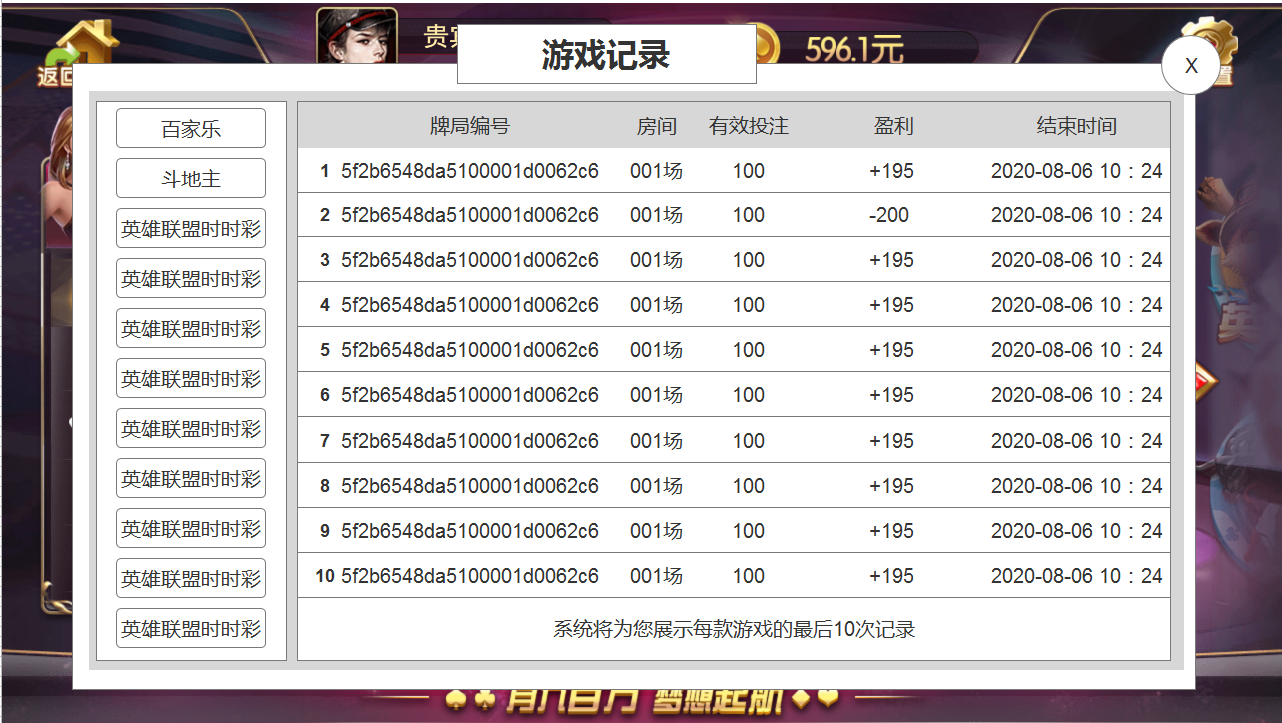 贵宾
596.1元
返回
置
游戏记录
X
百家乐
斗地主
英雄联盟时时彩
英雄联盟时时彩
英雄联盟时时彩
英雄联盟时时彩
英雄联盟时时彩
英雄联盟时时彩
英雄联盟时时彩
英雄联盟时时彩
英雄联盟时时彩
牌局编号 房间 有效投注 盈利 结束时间
1 5f2b6548da5100001d0062c6 001场 100 +195 2020-08-06 10：24
2 5f2b6548da5100001d0062c6 001场 100 -200 2020-08-06 10：24
3 5f2b6548da5100001d0062c6 001场 100 +195 2020-08-06 10：24
4 5f2b6548da5100001d0062c6 001场 100 +195 2020-08-06 10：24
5 5f2b6548da5100001d0062c6 001场 100 +195 2020-08-06 10：24
6 5f2b6548da5100001d0062c6 001场 100 +195 2020-08-06 10：24
7 5f2b6548da5100001d0062c6 001场 100 +195 2020-08-06 10：24
8 5f2b6548da5100001d0062c6 001场 100 +195 2020-08-06 10：24
9 5f2b6548da5100001d0062c6 001场 100 +195 2020-08-06 10：24
10 5f2b6548da5100001d0062c6 001场 100 +195 2020-08-06 10：24
系统将为您展示每款游戏的最后10次记录
英
月入百万 梦想起航